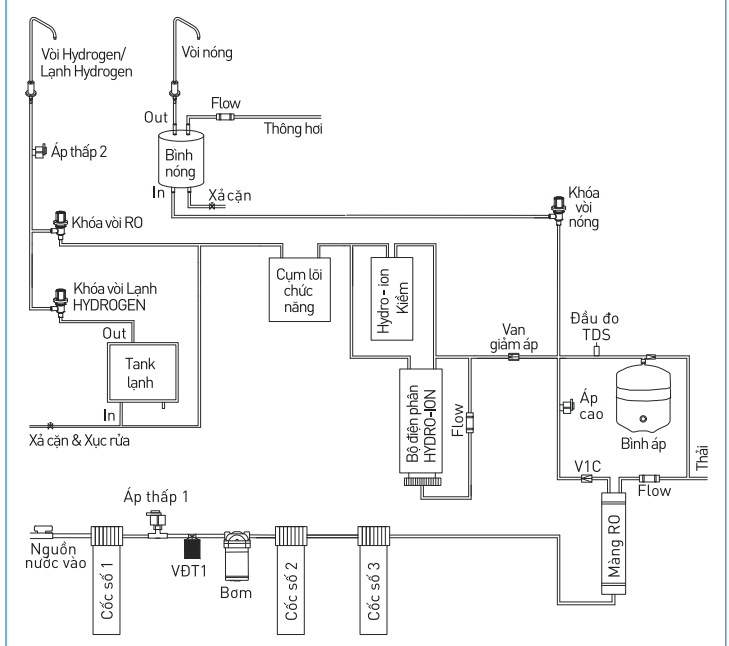 Vòi Hydrogen/
Lạnh Hydrogen
Vòi nóng
Flow
Out
Thông hơi
Áp thấp 2
Bình
nóng
In
Xả cặn
Khóa
vòi
nóng
Khóa vòi RO
Cụm lõi
chức
năng
Hydro-ion
Kiềm
Khóa vòi Lạnh
HYDROGEN
Out
Tank
lạnh
In
Van
giảm áp
Đầu đo
TDS
Bộ điện phân
HYDRO-ION
Flow
Áp
cao
Bình áp
Xả cặn & Xục rửa
V1C
Flow
Thải
Màng RO
Áp thấp 1
Nguồn
nước vào
Cốc số 1
VĐT1
Bơm
Cốc số 2
Cốc số 3